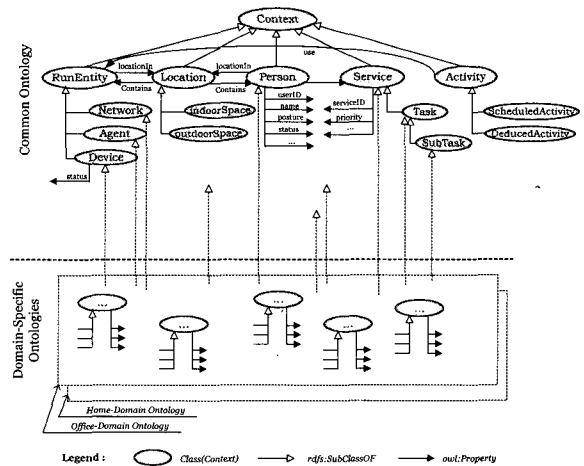 Context
Common Ontology
use
RunEntity
locationIn
Contains
Location
locationIn
Contains
Person
Service
Activity
Network
Agent
Device
status
indoorSpace
outdoorSpace
userID
name
posture
status
...
serviceID
priority
...
Task
SubTask
ScheduledActivity
DeducedActivity
Domain-Specific
Ontologies
...
...
...
...
...
Home-Domain Ontology
Office-Domain Ontology
Legend :
Class(Context)
rdfs:SubClassOF
owl:Property